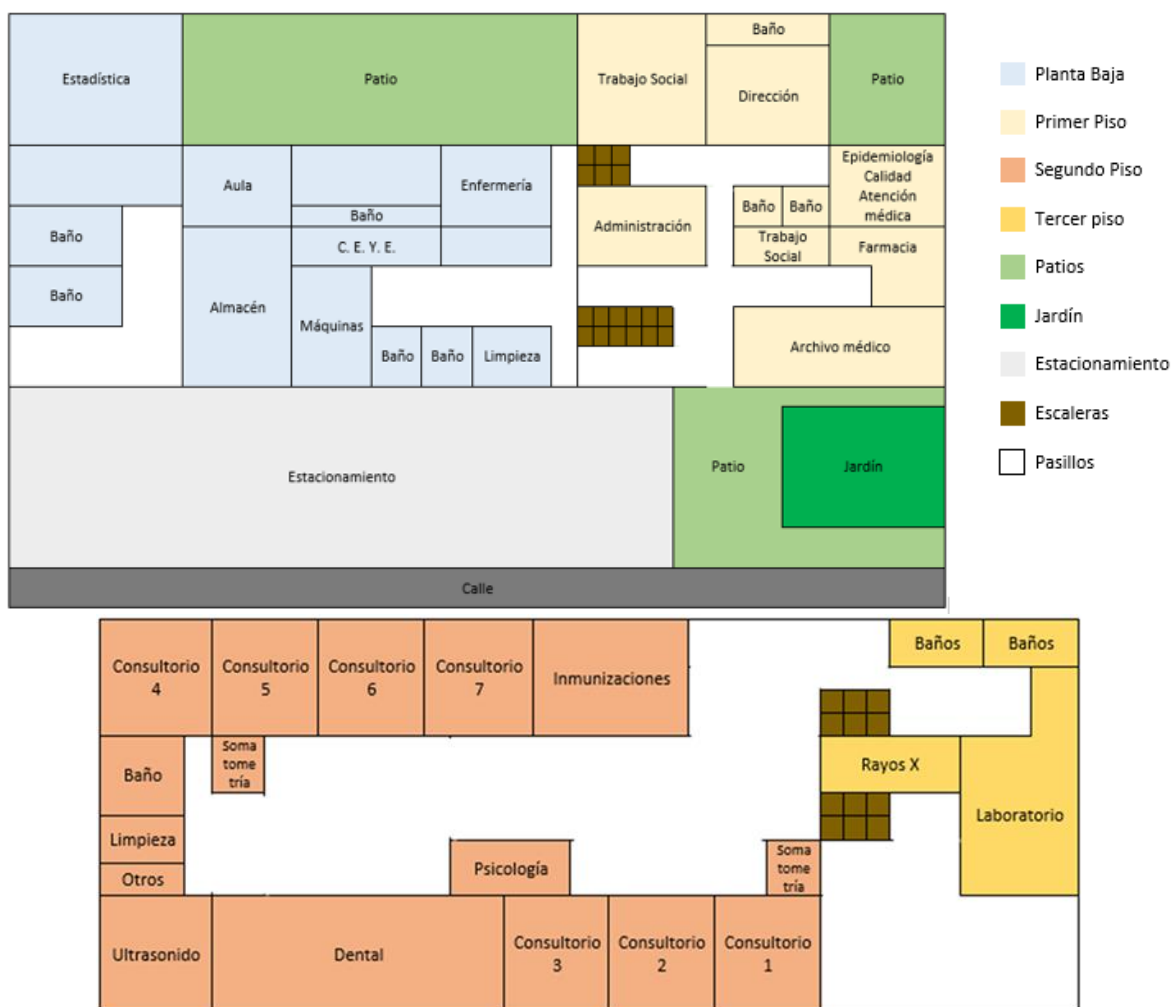 Estadística
Patio
Trabajo Social
Baño
Dirección
Patio
Aula
Enfermería
Baño
C. E. Y. E.
Baño
Baño
Almacén
Máquinas
Baño
Baño
Limpieza
Administración
Baño
Baño
Trabajo
Social
Epidemiología
Calidad
Atención
médica
Farmacia
Archivo médico
Estacionamiento
Patio
Jardín
Calle
Planta Baja
Primer Piso
Segundo Piso
Tercer piso
Patios
Jardín
Estacionamiento
Escaleras
Pasillos
Consultorio
4
Consultorio
5
Consultorio
6
Consultorio
7
Inmunizaciones
Baños
Baños
Soma
tome
tría
Baño
Limpieza
Otros
Rayos X
Laboratorio
Psicología
Soma
tome
tría
Ultrasonido
Dental
Consultorio
3
Consultorio
2
Consultorio
1